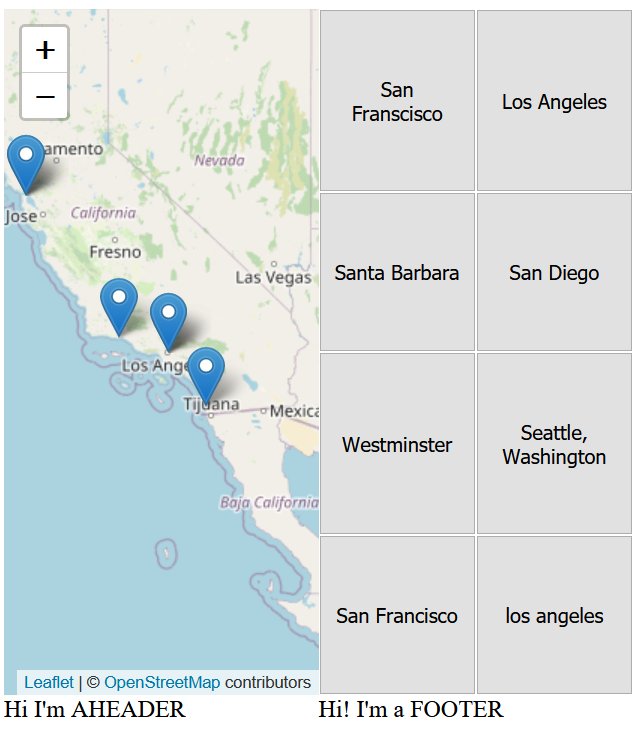 +
−
amento
Nevada
Jose
California
Fresno
Las Vegas
Los Ange
Tijuana
Mexica
Baja California
Leaflet | © OpenStreetMap contributors
San
Franscisco
Los Angeles
Santa Barbara
San Diego
Westminster
Seattle,
Washington
San Francisco
los angeles
Hi I'm AHEADER
Hi! I'm a FOOTER